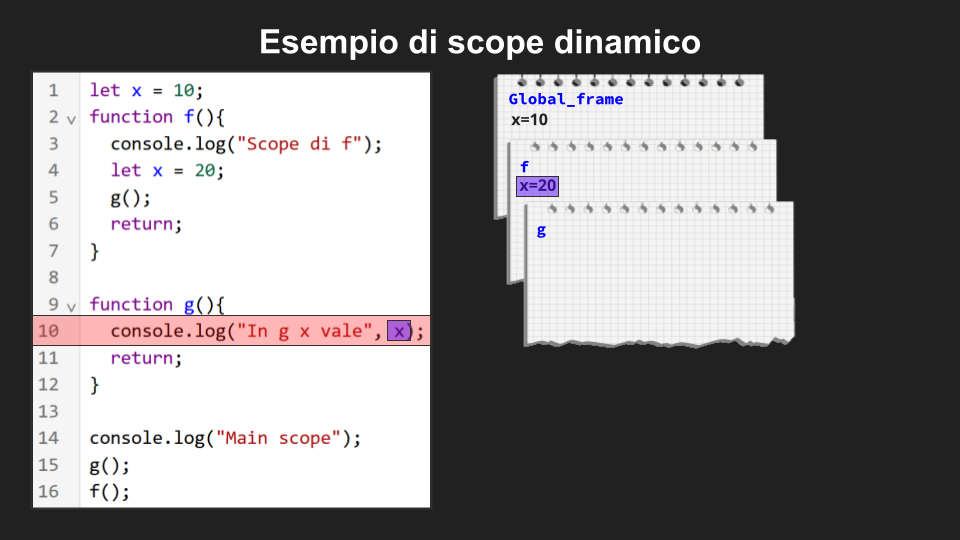 Esempio di scope dinamico
1 let x = 10;
2 function f(){
3 console.log("Scope di f");
4 let x = 20;
5 g();
6 return;
7 }
8
9 function g(){
10 console.log("In g x vale", x);
11 return;
12 }
13
14 console.log("Main scope");
15 g();
16 f();
Global_frame
x=10
f
x=20
g